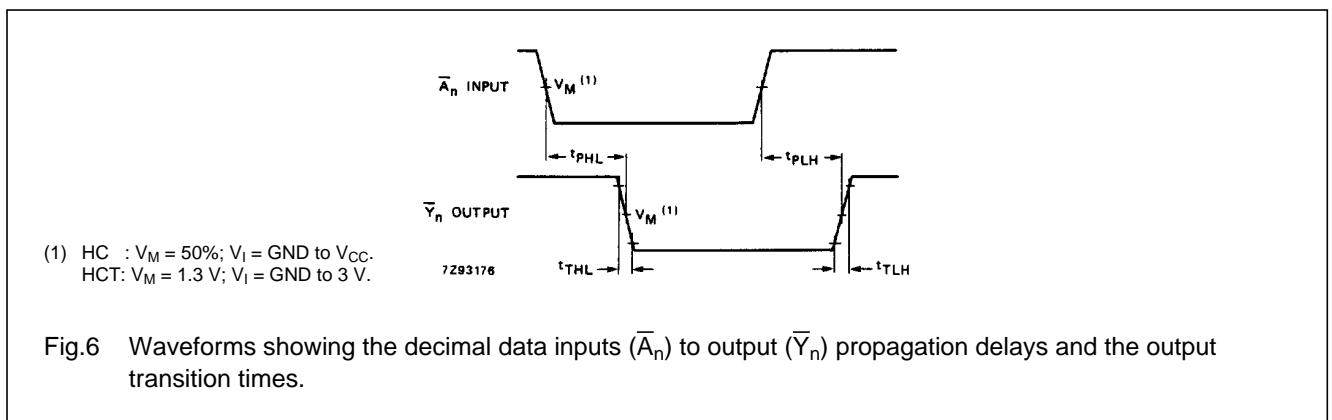 A̅n INPUT
VM (1)
tPHL
tPLH
Y̅n OUTPUT
VM (1)
(1) HC : VM = 50%; VI = GND to VCC.
HCT: VM = 1.3 V; VI = GND to 3 V.
7Z93176
tTHL
tTLH
Fig.6 Waveforms showing the decimal data inputs (A̅n) to output (Y̅n) propagation delays and the output
transition times.